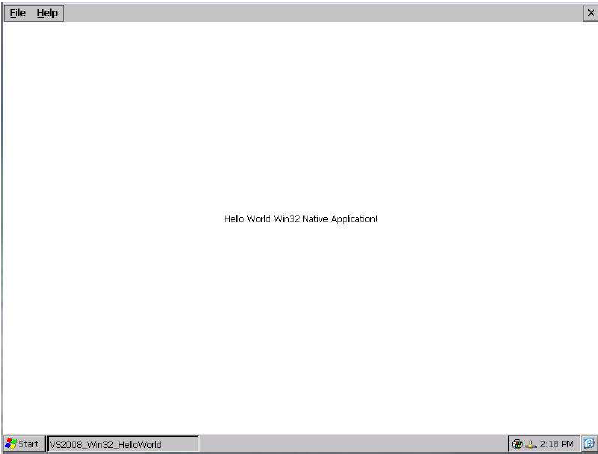 File Help
Hello World Win32 Native Application!
Start VS2008_Win32_HelloWorld 2:18 PM